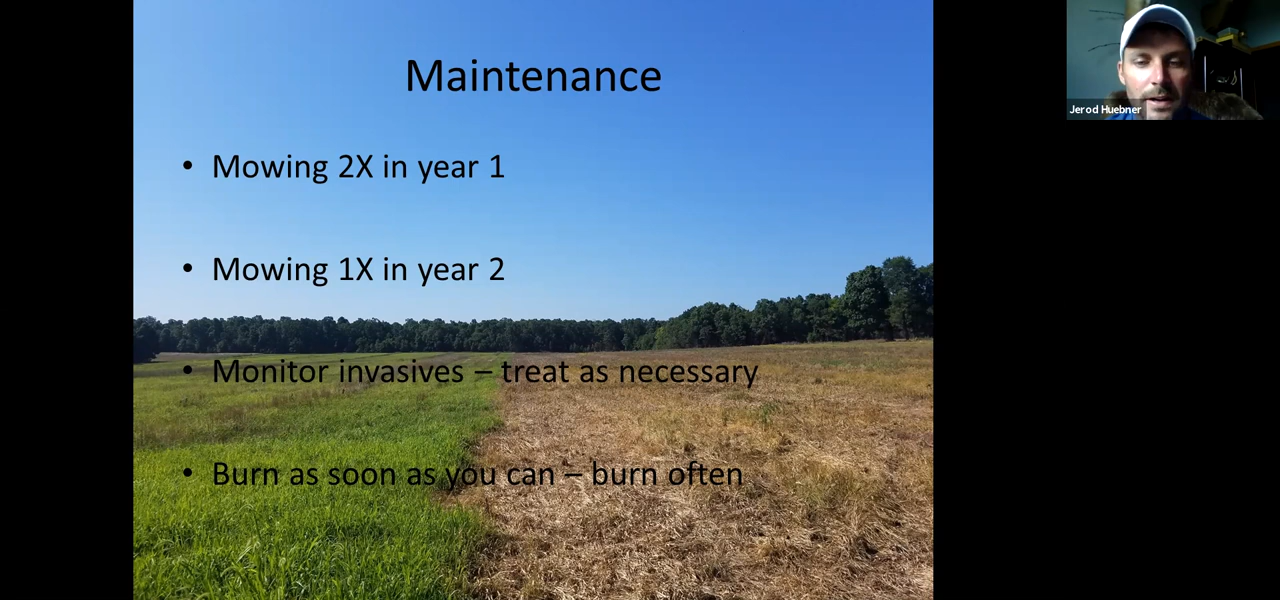 Maintenance
• Mowing 2X in year 1
• Mowing 1X in year 2
• Monitor invasives – treat as necessary
• Burn as soon as you can – burn often
Jerod Huebner